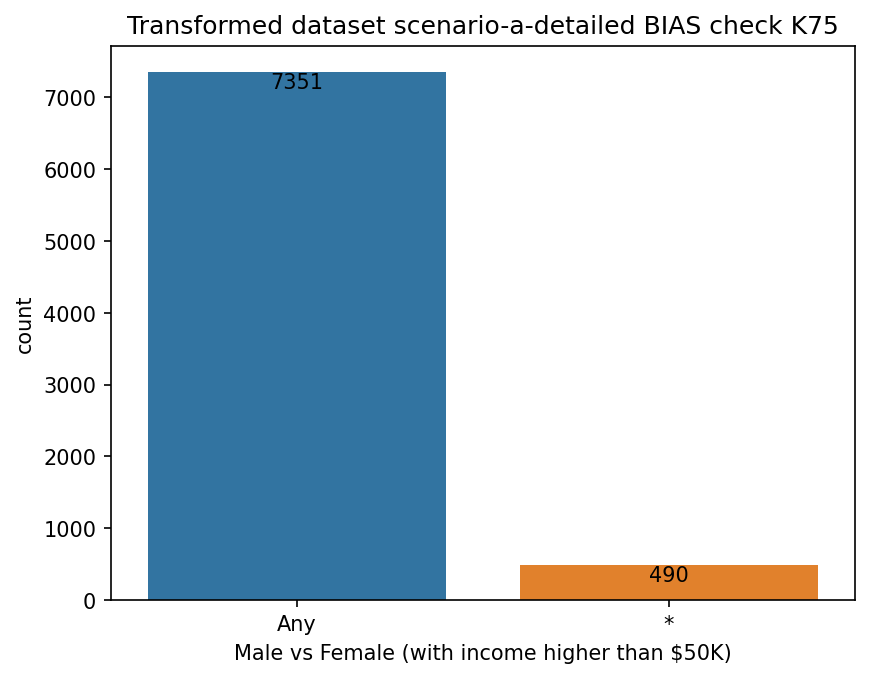 Transformed dataset scenario-a-detailed BIAS check K75
7351
7000
6000
5000
4000
3000
2000
1000
0
count
490
Any
*
Male vs Female (with income higher than $50K)